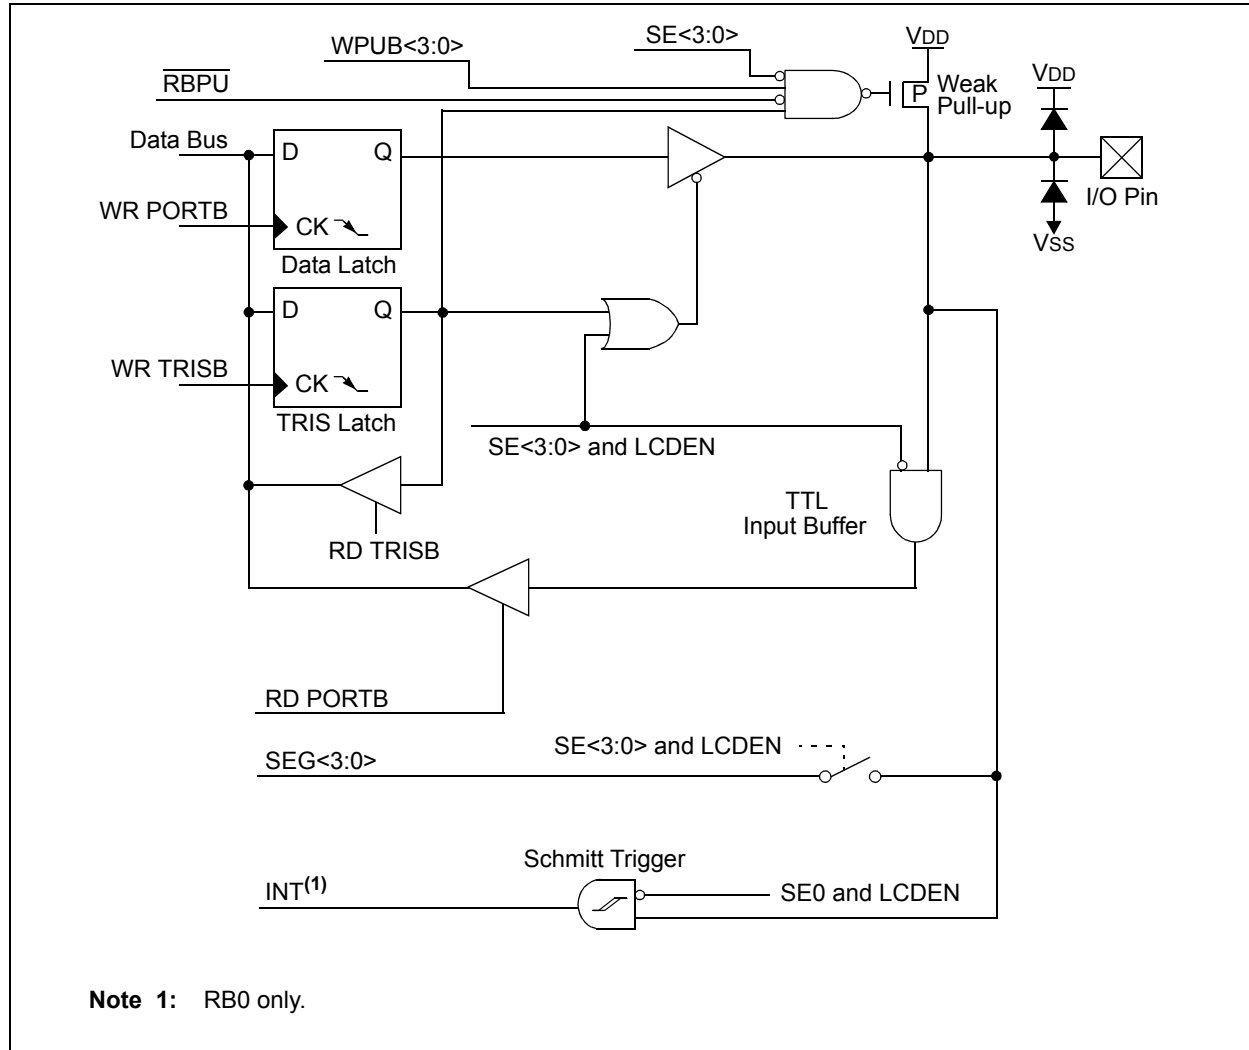 SE<3:0>
VDD
WPUB<3:0>
RBPU
P
Weak
Pull-up
VDD
Data Bus
D
Q
I/O Pin
WR PORTB
CK
VSS
Data Latch
D
Q
WR TRISB
CK
TRIS Latch
SE<3:0> and LCDEN
TTL
Input Buffer
RD TRISB
RD PORTB
SE<3:0> and LCDEN
SEG<3:0>
Schmitt Trigger
INT(1)
SE0 and LCDEN
Note 1: RB0 only.